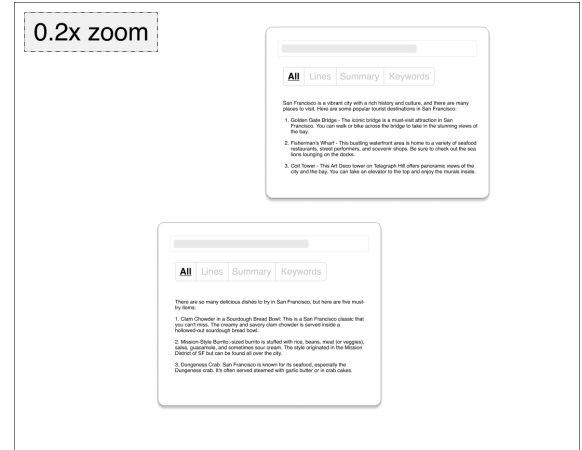 0.2x zoom
All Lines Summary Keywords
San Francisco is a vibrant city with a rich history and culture, and there are many
places to visit. Here are some popular tourist destinations in San Francisco:
1. Golden Gate Bridge - The iconic bridge is a must-visit attraction in San
Francisco. You can walk or bike across the bridge to take in the stunning views of
the bay.
2. Fisherman's Wharf - This bustling waterfront area is home to a variety of seafood
restaurants, street performers, and souvenir shops. Be sure to check out the sea
lions lounging on the docks.
3. Coit Tower - This Art Deco tower on Telegraph Hill offers panoramic views of the
city and the bay. You can take an elevator to the top and enjoy the murals inside.
All Lines Summary Keywords
There are so many delicious dishes to try in San Francisco, but here are five must-
try items:
1. Clam Chowder in a Sourdough Bread Bowl: This is a San Francisco classic that
you can't miss. The creamy and savory clam chowder is served inside a
hollowed-out sourdough bread bowl.
2. Mission-Style Burrito:-sized burrito is stuffed with rice, beans, meat (or veggies),
salsa, guacamole, and sometimes sour cream. The style originated in the Mission
District of SF but can be found all over the city.
3. Dungeness Crab: San Francisco is known for its seafood, especially the
Dungeness crab. It's often served steamed with garlic butter or in crab cakes.